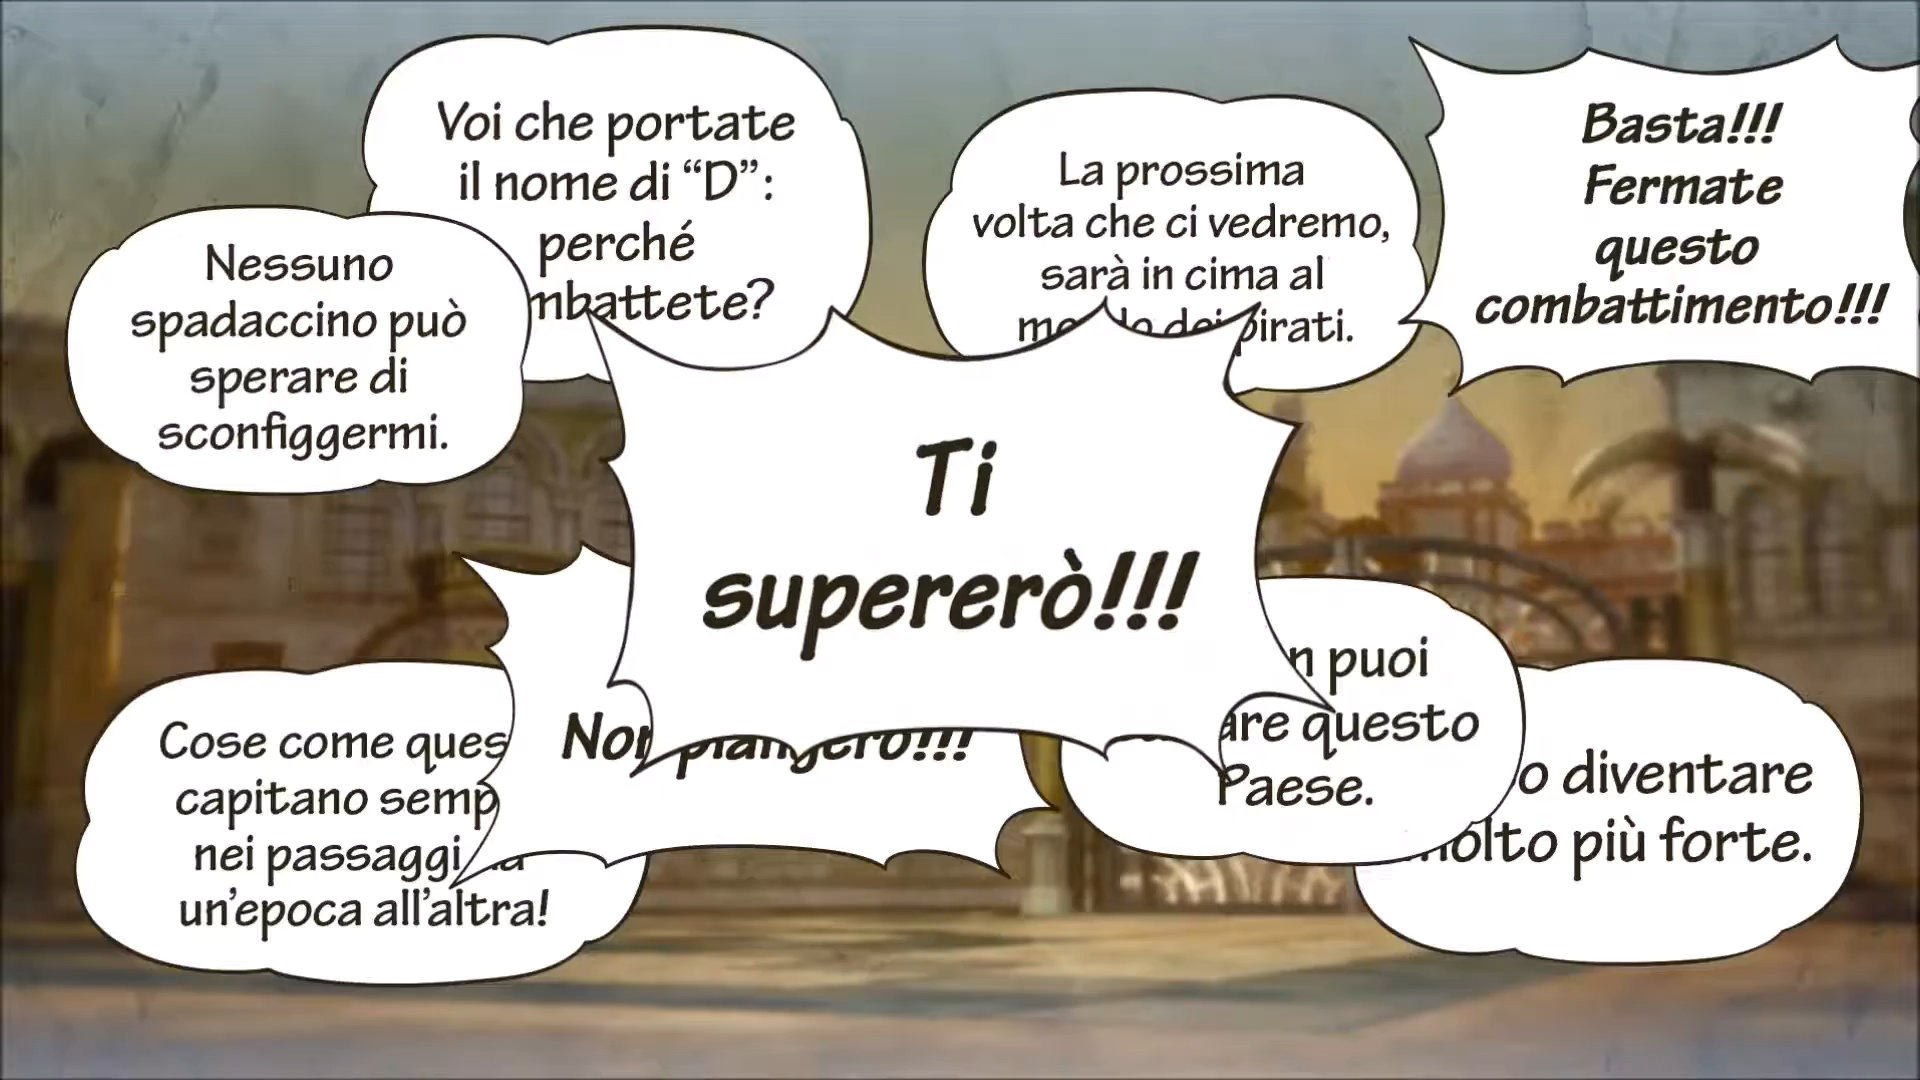 Voi che portate
il nome di “D”:
perché
mbattete?
La prossima
volta che ci vedremo,
sarà in cima al
pirati.
Basta!!!
Fermate
questo
combattimento!!!
Nessuno
spadaccino può
sperare di
sconfiggermi.
Ti
supererò!!!
Cose come ques
capitano semp
nei passaggi
un’epoca all’altra!
n puoi
are questo
Paese.
o diventare
molto più forte.